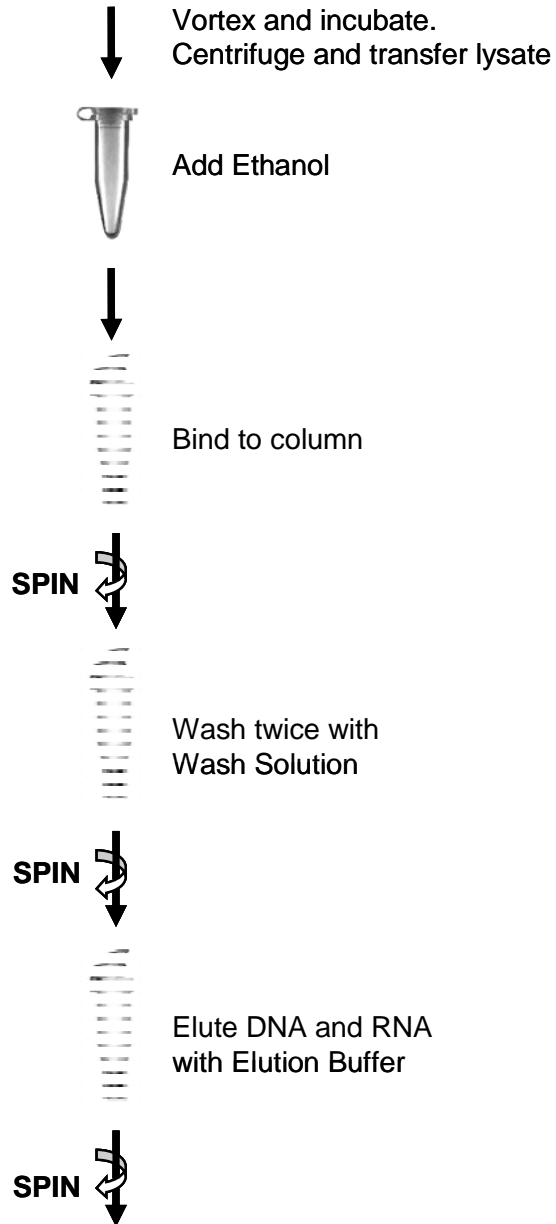 Vortex and incubate.
Centrifuge and transfer lysate
Add Ethanol
Bind to column
SPIN
Wash twice with
Wash Solution
SPIN
Elute DNA and RNA
with Elution Buffer
SPIN